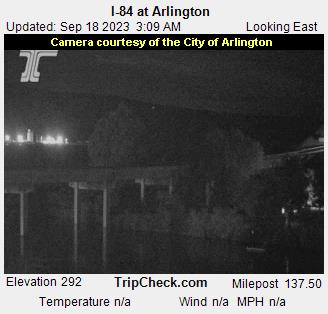 I-84 at Arlington
Updated: Sep 18 2023 3:09 AM Looking East
Camera courtesy of the City of Arlington
Elevation 292 TripCheck.com Milepost 137.50
Temperature n/a Wind n/a MPH n/a